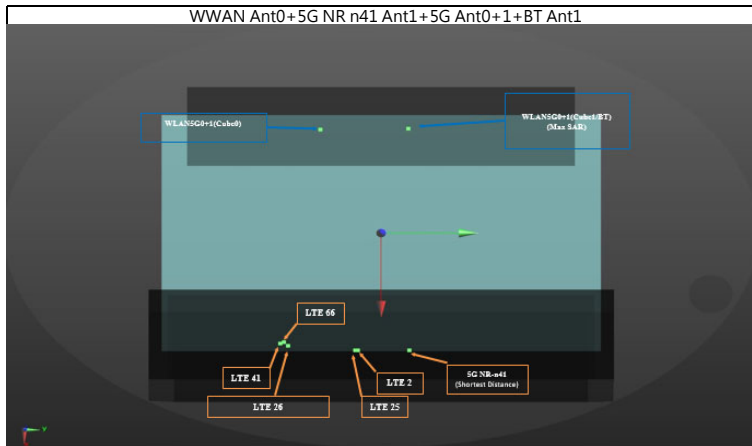 WWAN Ant0+5G NR n41 Ant1+5G Ant0+1+BT Ant1
WLAN5G0+1(Cube0)
WLAN5G0+1(Cube1/BT)
(Max SAR)
LTE 66
LTE 41
LTE 2
5G NR-n41
(Shortest Distance)
LTE 26
LTE 25
Y